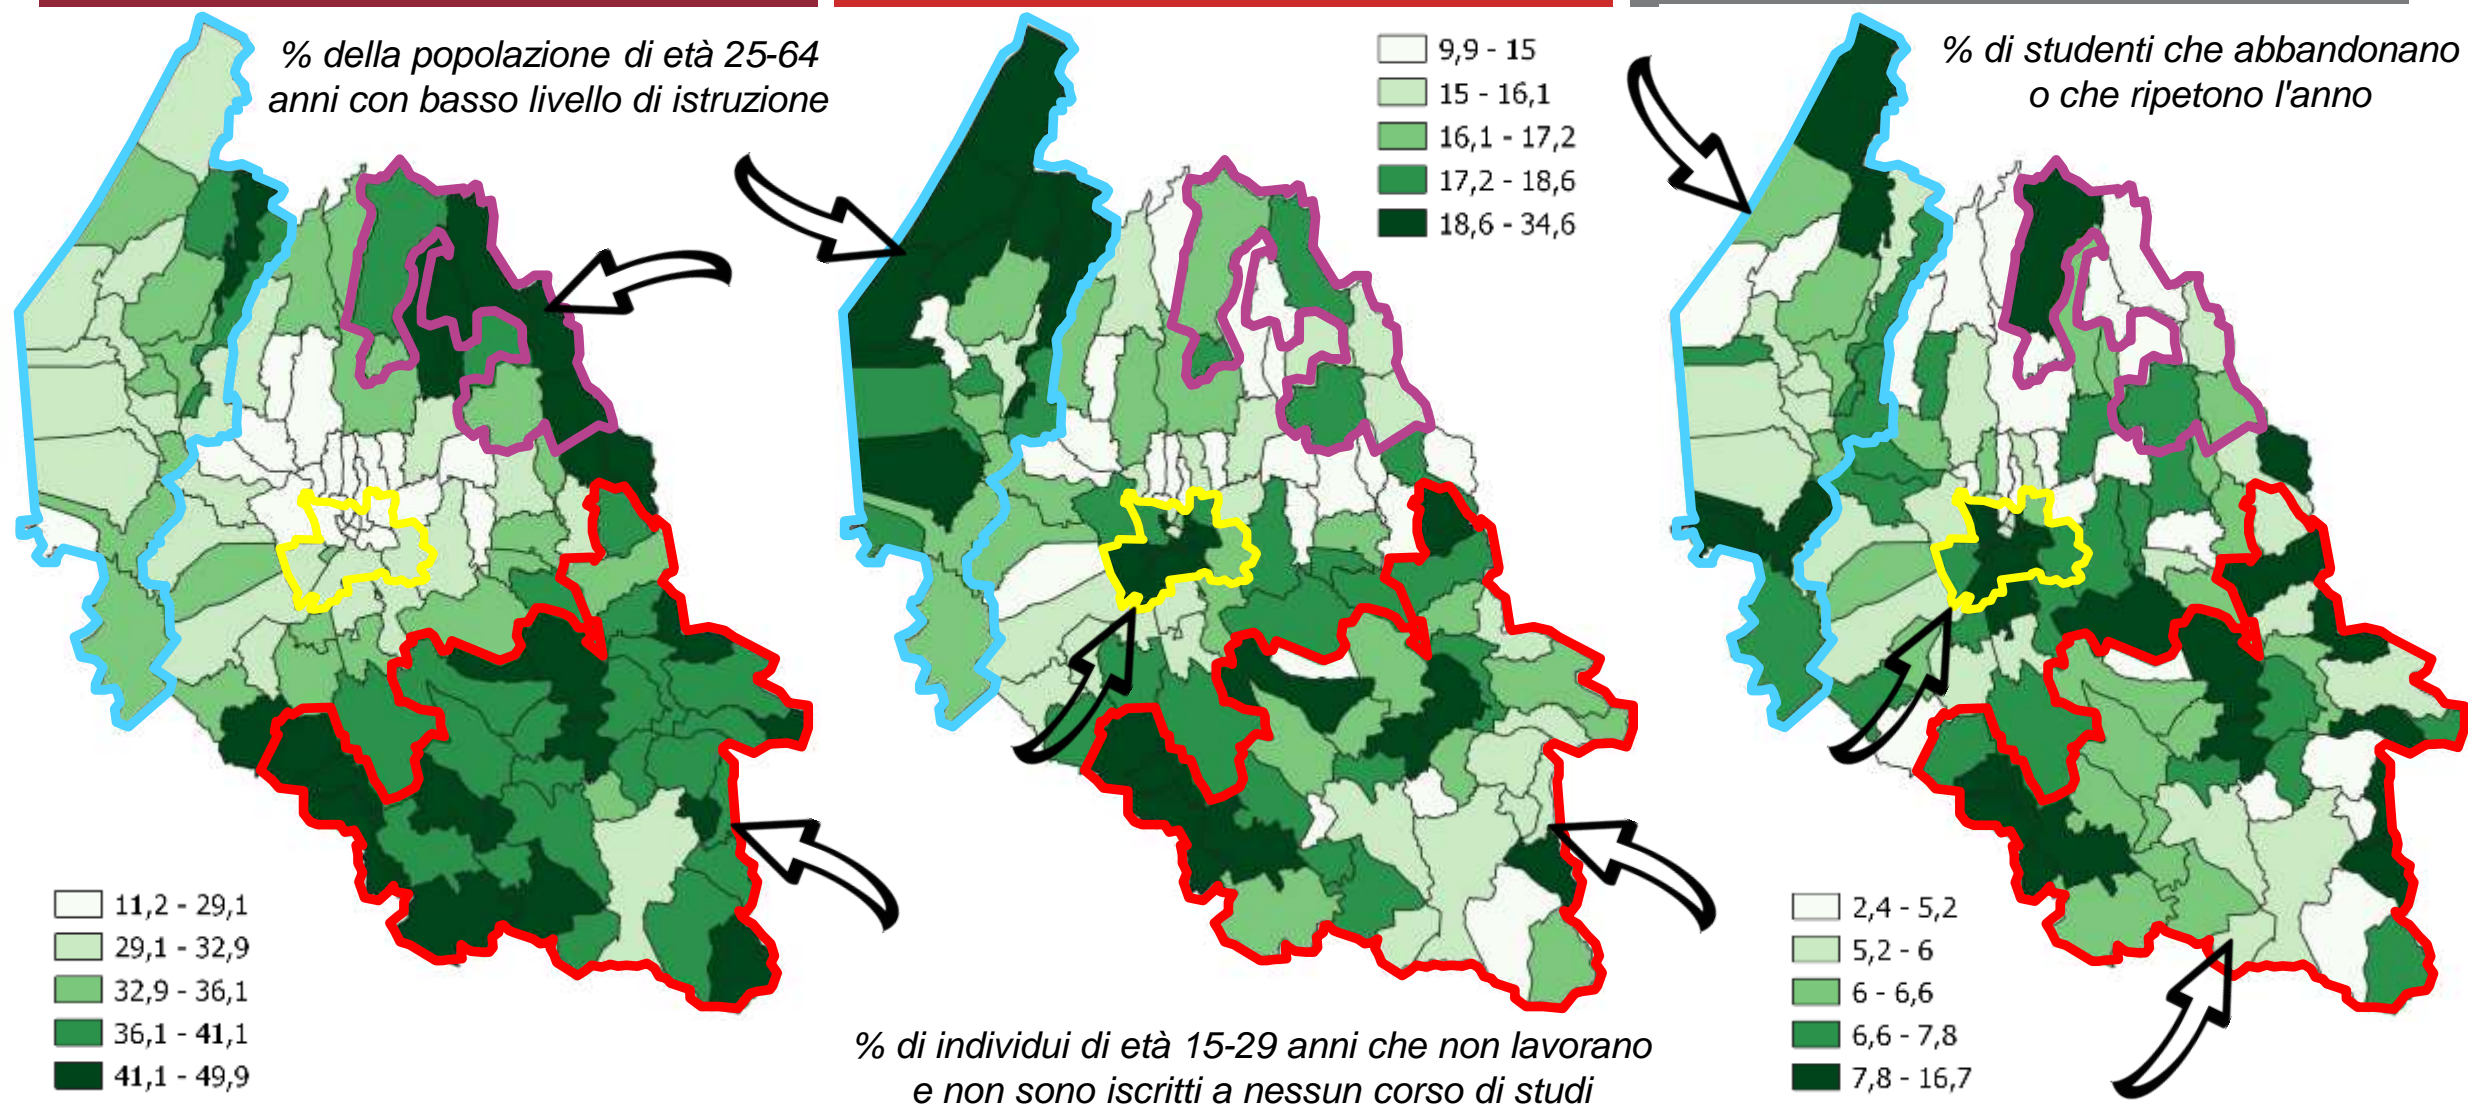 % della popolazione di età 25-64
anni con basso livello di istruzione
9,9 - 15
15 - 16,1
16,1 - 17,2
17,2 - 18,6
18,6 - 34,6
% di studenti che abbandonano
o che ripetono l'anno
11,2 - 29,1
29,1 - 32,9
32,9 - 36,1
36,1 - 41,1
41,1 - 49,9
% di individui di età 15-29 anni che non lavorano
e non sono iscritti a nessun corso di studi
2,4 - 5,2
5,2 - 6
6 - 6,6
6,6 - 7,8
7,8 - 16,7